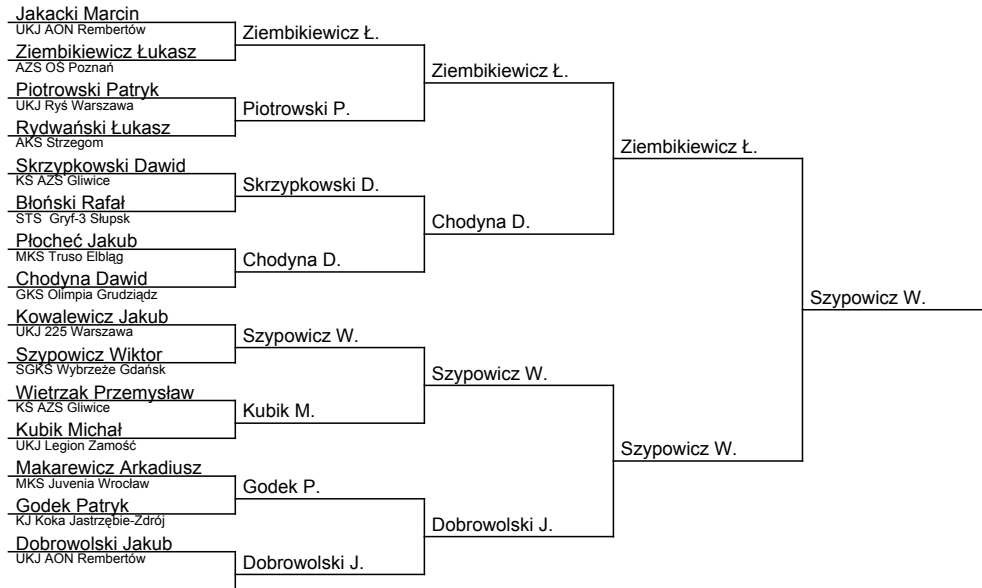 Jakacki Marcin
UKJ AON Rembertów
Ziembikiewicz Łukasz
AZS OŚ Poznań
Piotrowski Patryk
UKJ Ryś Warszawa
Rydwański Łukasz
AKS Strzegom
Skrzypkowski Dawid
KS AZS Gliwice
Błoński Rafał
STS Gryf-3 Słupsk
Płocheć Jakub
MKS Truso Elbląg
Chodyna Dawid
GKS Olimpia Grudziądz
Kowalewicz Jakub
UKJ 225 Warszawa
Szypowicz Wiktor
SGKS Wybrzeże Gdańsk
Wietrzak Przemysław
KS AZS Gliwice
Kubik Michał
UKJ Legion Zamość
Makarewicz Arkadiusz
MKS Juvenia Wrocław
Godek Patryk
KJ Koka Jastrzębie-Zdrój
Dobrowolski Jakub
UKJ AON Rembertów
Ziembikiewicz Ł.
Piotrowski P.
Skrzypkowski D.
Chodyna D.
Szypowicz W.
Kubik M.
Godek P.
Dobrowolski J.
Ziembikiewicz Ł.
Chodyna D.
Szypowicz W.
Dobrowolski J.
Ziembikiewicz Ł.
Szypowicz W.
Szypowicz W.